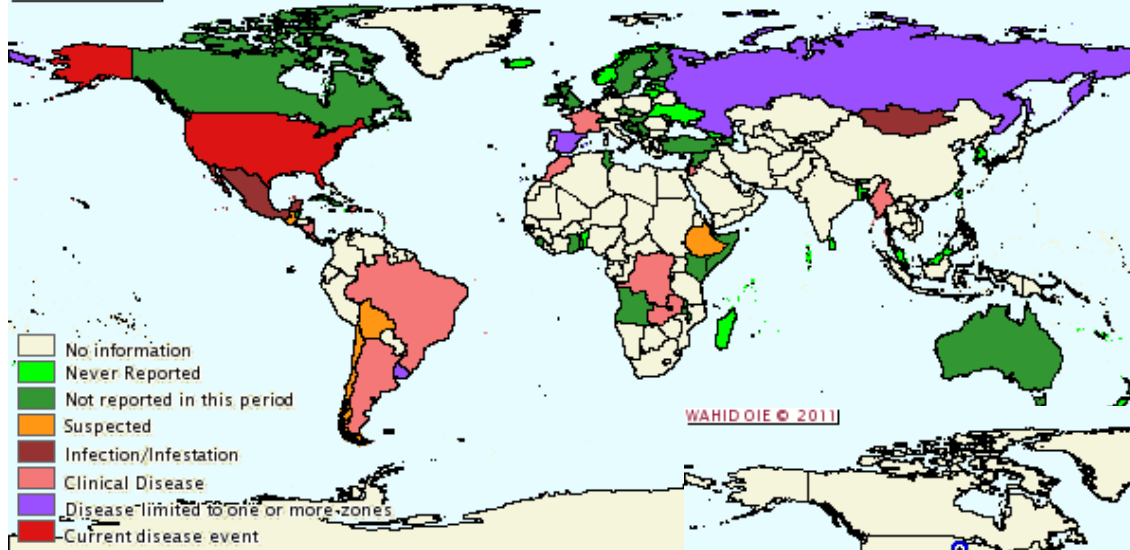 No information
Never Reported
Not reported in this period
Suspected
Infection/Infestation
Clinical Disease
Disease limited to one or more zones
Current disease event
WAHID OIE © 2011